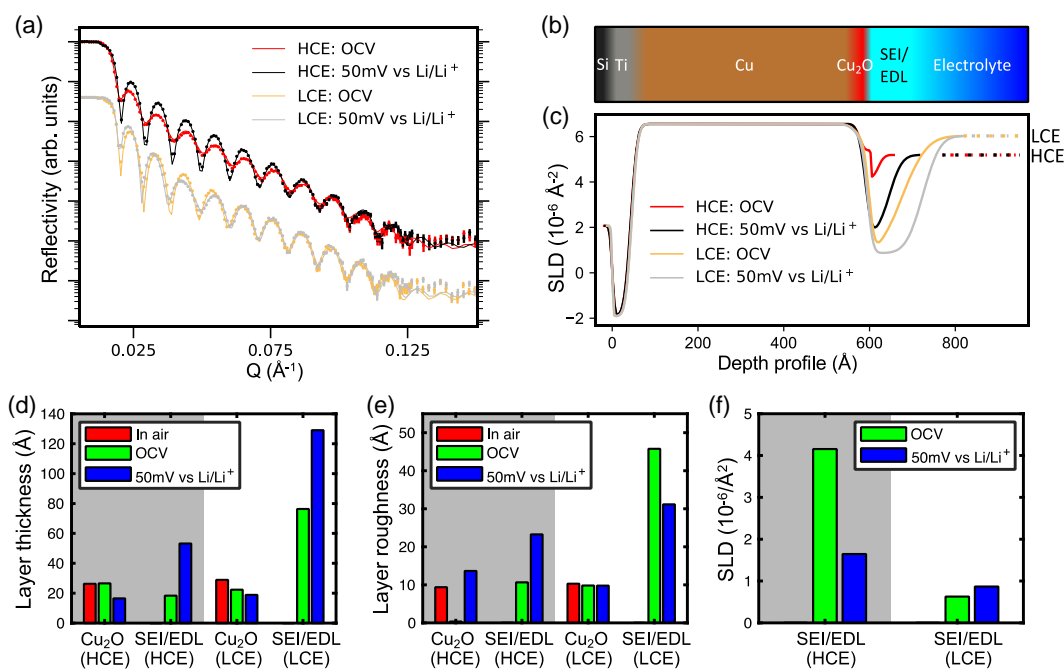 (a)
Reflectivity (arb. units)
HCE: OCV
HCE: 50mV vs Li/Li+
LCE: OCV
LCE: 50mV vs Li/Li+
0.025
0.075
0.125
Q (Å-1)
(b)
Si
Ti
Cu
Cu2O
SEI/
EDL
Electrolyte
(c)
SLD (10-6 Å-2)
6
4
2
0
−2
LCE
HCE
HCE: OCV
HCE: 50mV vs Li/Li+
LCE: OCV
LCE: 50mV vs Li/Li+
0
200
400
600
800
Depth profile (Å)
(d)
Layer thickness (Å)
140
120
100
80
60
40
20
0
In air
OCV
50mV vs Li/Li+
Cu2O
(HCE)
SEI/EDL
(HCE)
Cu2O
(LCE)
SEI/EDL
(LCE)
(e)
Layer roughness (Å)
50
40
30
20
10
0
In air
OCV
50mV vs Li/Li+
Cu2O
(HCE)
SEI/EDL
(HCE)
Cu2O
(LCE)
SEI/EDL
(LCE)
(f)
SLD (10-6/Å2)
5
4
3
2
1
0
OCV
50mV vs Li/Li+
SEI/EDL
(HCE)
SEI/EDL
(LCE)